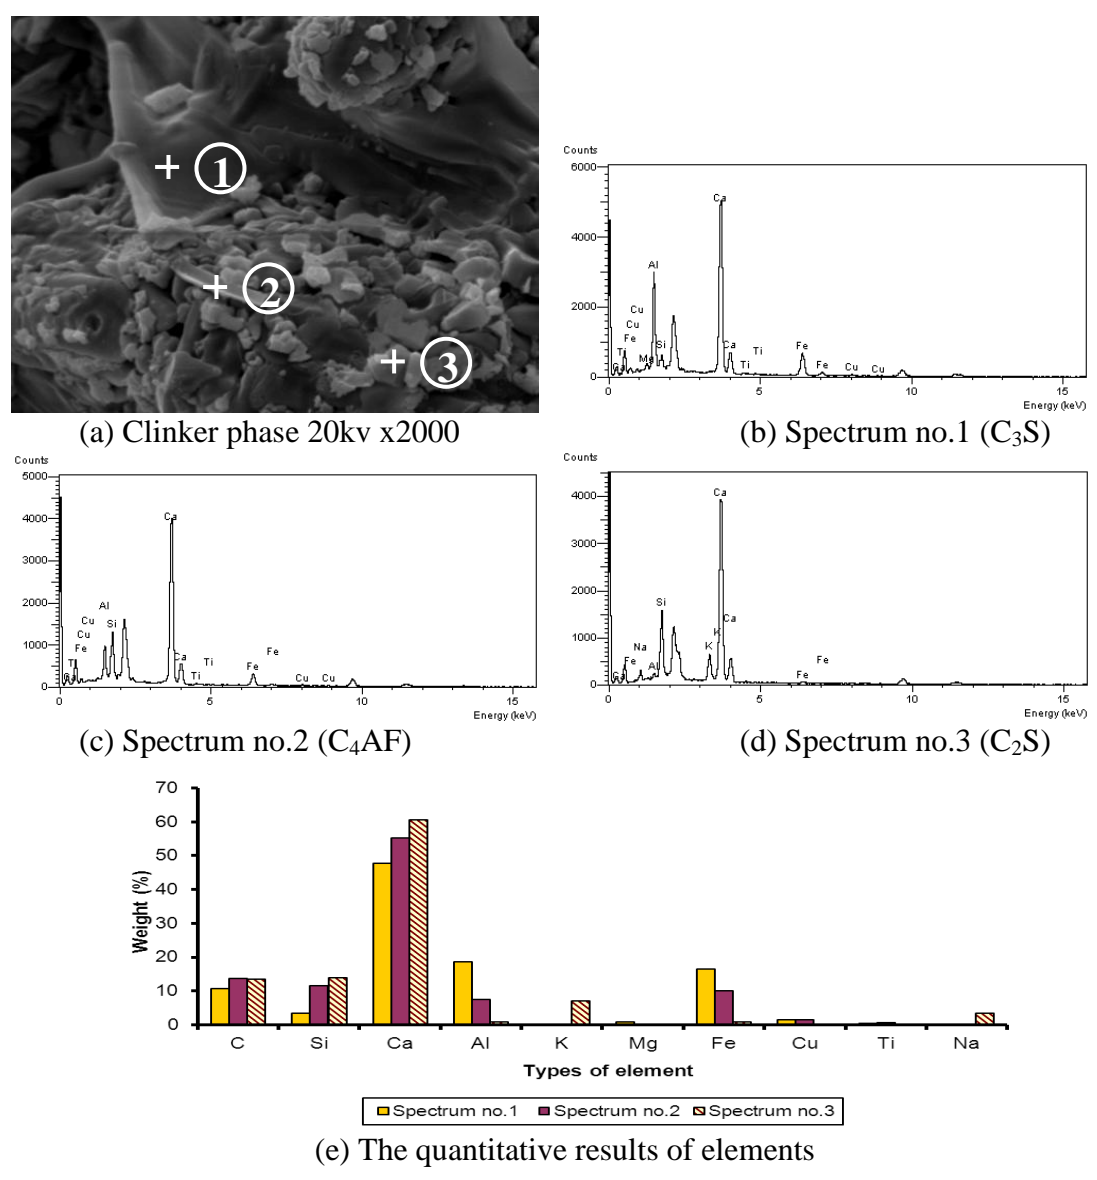 1
2
3
(a) Clinker phase 20kv x2000
Counts
6000
4000
2000
0
Ca
Al
Cu
Cu
Fe
Ti
Ca
Mg
Si
Ca
Ti
Ti
Fe
Fe
Cu
Cu
0 5 10 15
Energy (keV)
(b) Spectrum no.1 (C₃S)
Counts
5000
4000
3000
2000
1000
0
Ca
Al
Cu
Cu
Si
Fe
Ca
Ca
Ti
Ti
Fe
Fe
Cu
Cu
0 5 10 15
Energy (keV)
(c) Spectrum no.2 (C₄AF)
Counts
4000
3000
2000
1000
0
Ca
Si
Ca
K
K
Na
Fe
Al
Ca
Fe
Fe
0 5 10 15
Energy (keV)
(d) Spectrum no.3 (C₂S)
Weight (%)
70
60
50
40
30
20
10
0
C Si Ca Al K Mg Fe Cu Ti Na
Types of element
Spectrum no.1 Spectrum no.2 Spectrum no.3
(e) The quantitative results of elements